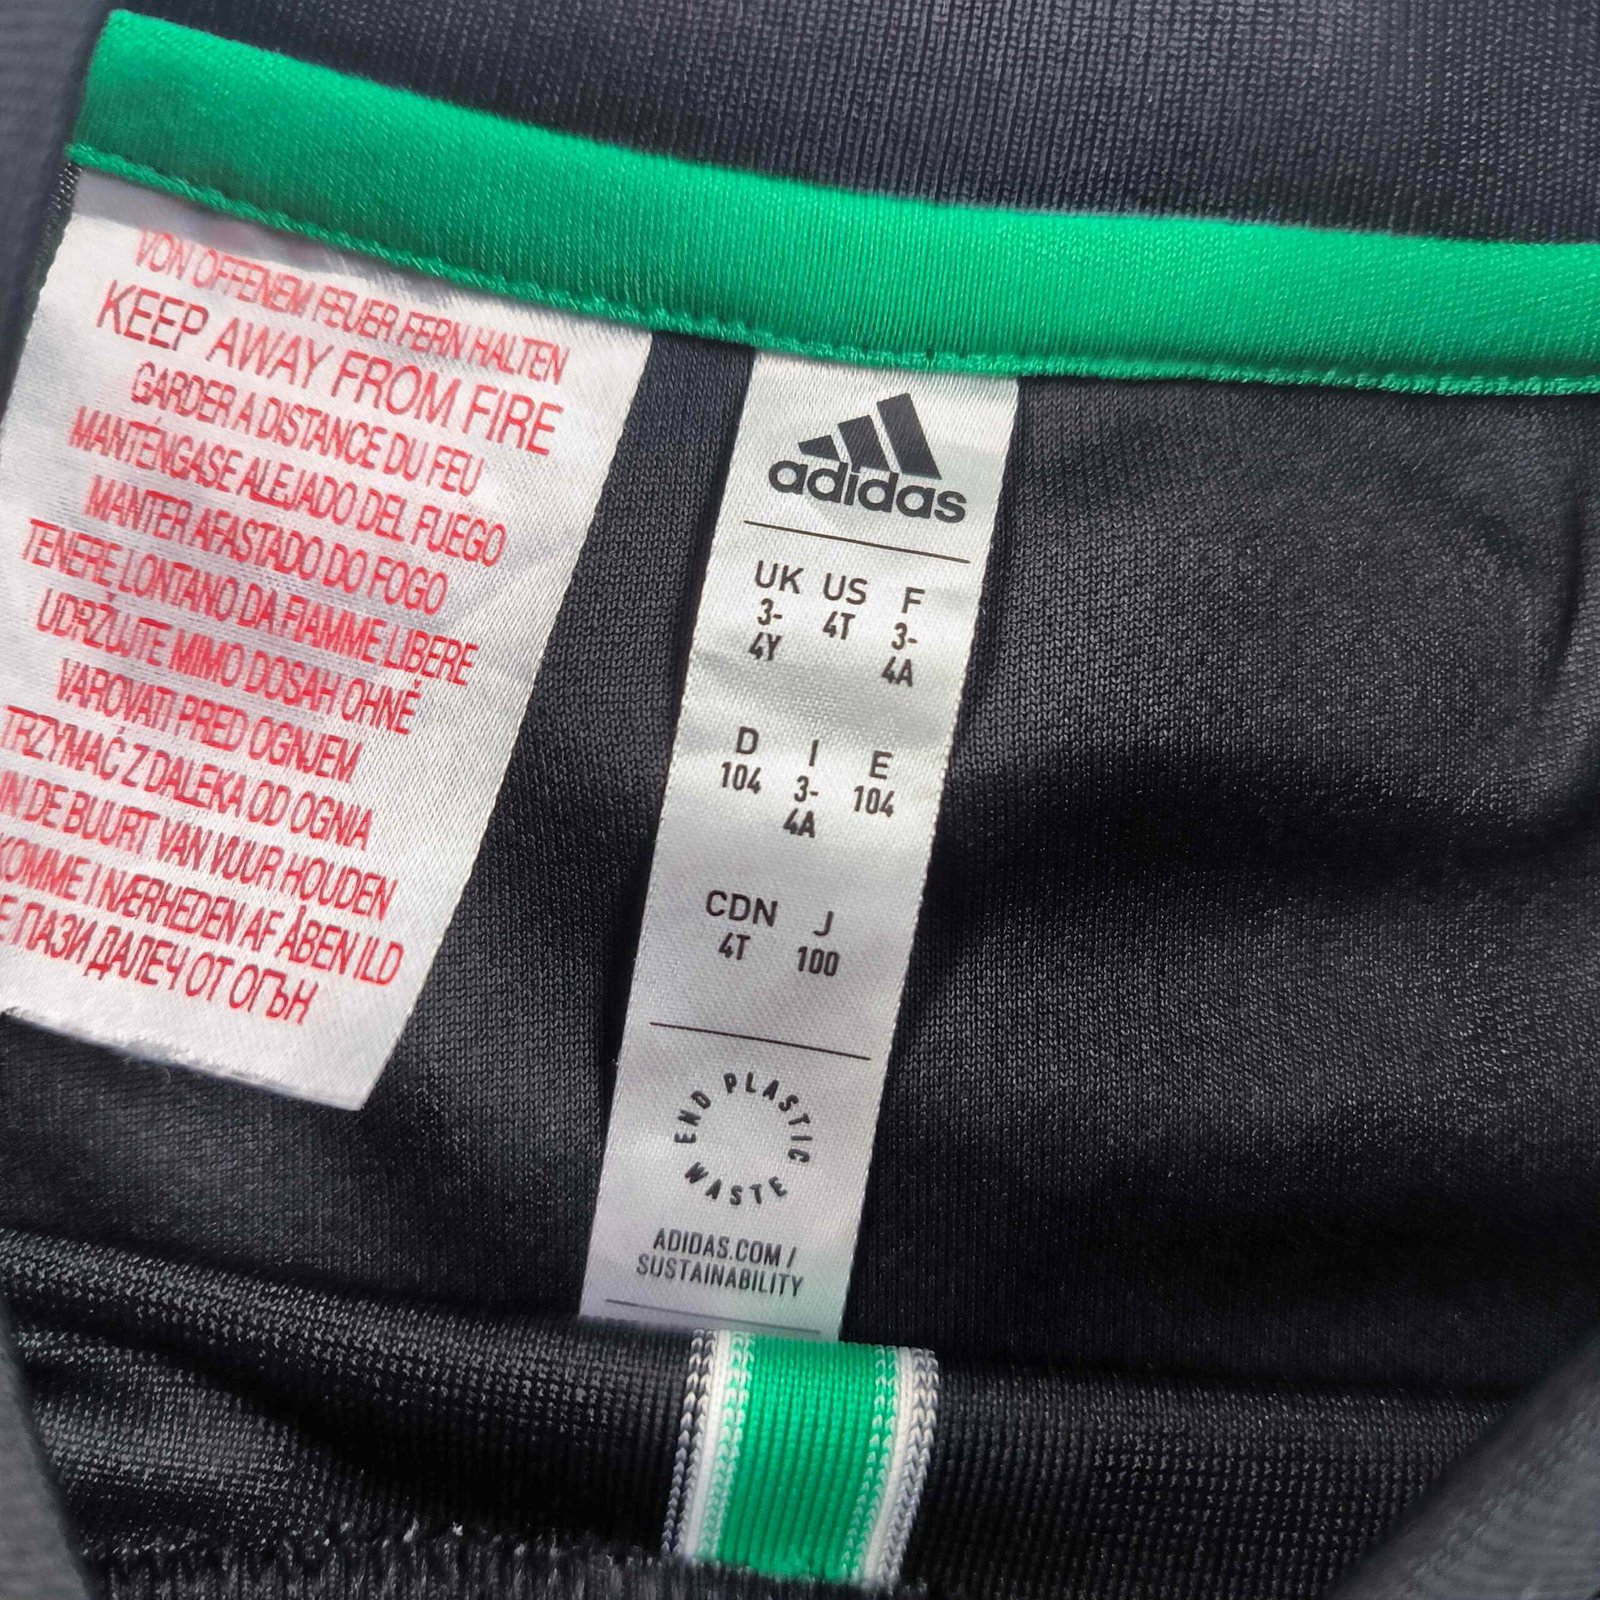 VON OFFENEM FEUER FERN HALTEN
KEEP AWAY FROM FIRE
GARDER A DISTANCE DU FEU
MANTÉNGASE ALEJADO DEL FUEGO
MANTER AFASTADO DO FOGO
TENERE LONTANO DA FIAMME LIBERE
UDRŽUJTE MIMO DOSAH OHNĚ
VAROVATI PRED OGNJEM
TRZYMAĆ Z DALEKA OD OGNIA
IN DE BUURT VAN VUUR HOUDEN
KOMME I NÆRHEDEN AF ÅBEN ILD
ПАЗИ ДАЛЕЧ ОТ ОГЪН
adidas
UK US F
3- 4T 3-
4Y 4A
D I E
104 3- 104
4A
CDN J
4T 100
END PLASTIC WASTE
ADIDAS.COM /
SUSTAINABILITY